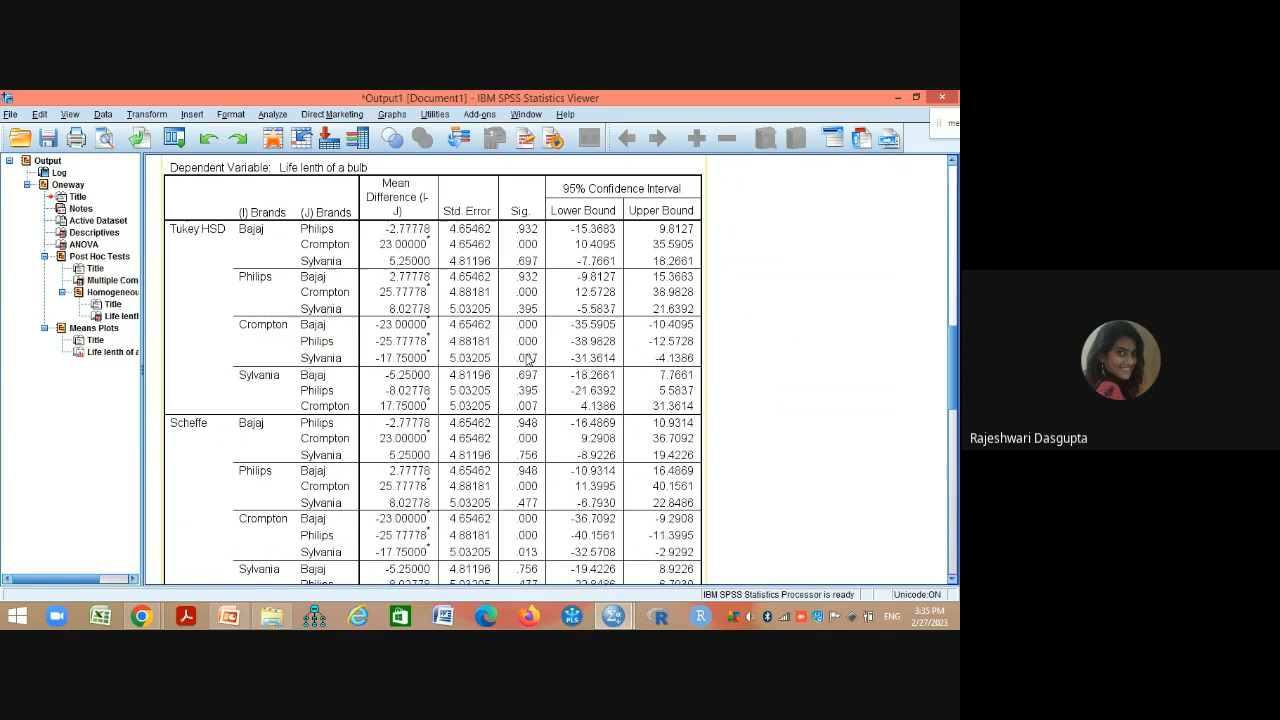 *Output1 [Document1] - IBM SPSS Statistics Viewer
File Edit View Data Transform Insert Format Analyze Direct Marketing Graphs Utilities Add-ons Window Help
Output
Log
Oneway
Title
Notes
Active Dataset
Descriptives
ANOVA
Post Hoc Tests
Title
Multiple Com
Homogeneous
Title
Life lenth
Means Plots
Title
Life lenth of a
Dependent Variable: Life lenth of a bulb
(I) Brands (J) Brands Mean Difference (I-J) Std. Error Sig. 95% Confidence Interval
Lower Bound Upper Bound
Tukey HSD Bajaj Philips -2.77778 4.65462 .932 -15.3683 9.8127
Crompton 23.00000* 4.65462 .000 10.4095 35.5905
Sylvania 5.25000 4.81196 .697 -7.7661 18.2661
Philips Bajaj 2.77778 4.65462 .932 -9.8127 15.3683
Crompton 25.77778* 4.88181 .000 12.5728 38.9828
Sylvania 8.02778 5.03205 .395 -5.5837 21.6392
Crompton Bajaj -23.00000* 4.65462 .000 -35.5905 -10.4095
Philips -25.77778* 4.88181 .000 -38.9828 -12.5728
Sylvania -17.75000* 5.03205 .007 -31.3614 -4.1386
Sylvania Bajaj -5.25000 4.81196 .697 -18.2661 7.7661
Philips -8.02778 5.03205 .395 -21.6392 5.5837
Crompton 17.75000* 5.03205 .007 4.1386 31.3614
Scheffe Bajaj Philips -2.77778 4.65462 .948 -16.4869 10.9314
Crompton 23.00000* 4.65462 .000 9.2908 36.7092
Sylvania 5.25000 4.81196 .756 -8.9226 19.4226
Philips Bajaj 2.77778 4.65462 .948 -10.9314 16.4869
Crompton 25.77778* 4.88181 .000 11.3995 40.1561
Sylvania 8.02778 5.03205 .477 -6.7930 22.8486
Crompton Bajaj -23.00000* 4.65462 .000 -36.7092 -9.2908
Philips -25.77778* 4.88181 .000 -40.1561 -11.3995
Sylvania -17.75000* 5.03205 .013 -32.5708 -2.9292
Sylvania Bajaj -5.25000 4.81196 .756 -19.4226 8.9226
Philips -8.02778 5.03205 .477 -22.8486 6.7930
IBM SPSS Statistics Processor is ready Unicode:ON
ENG 3:35 PM
2/27/2023
Rajeshwari Dasgupta